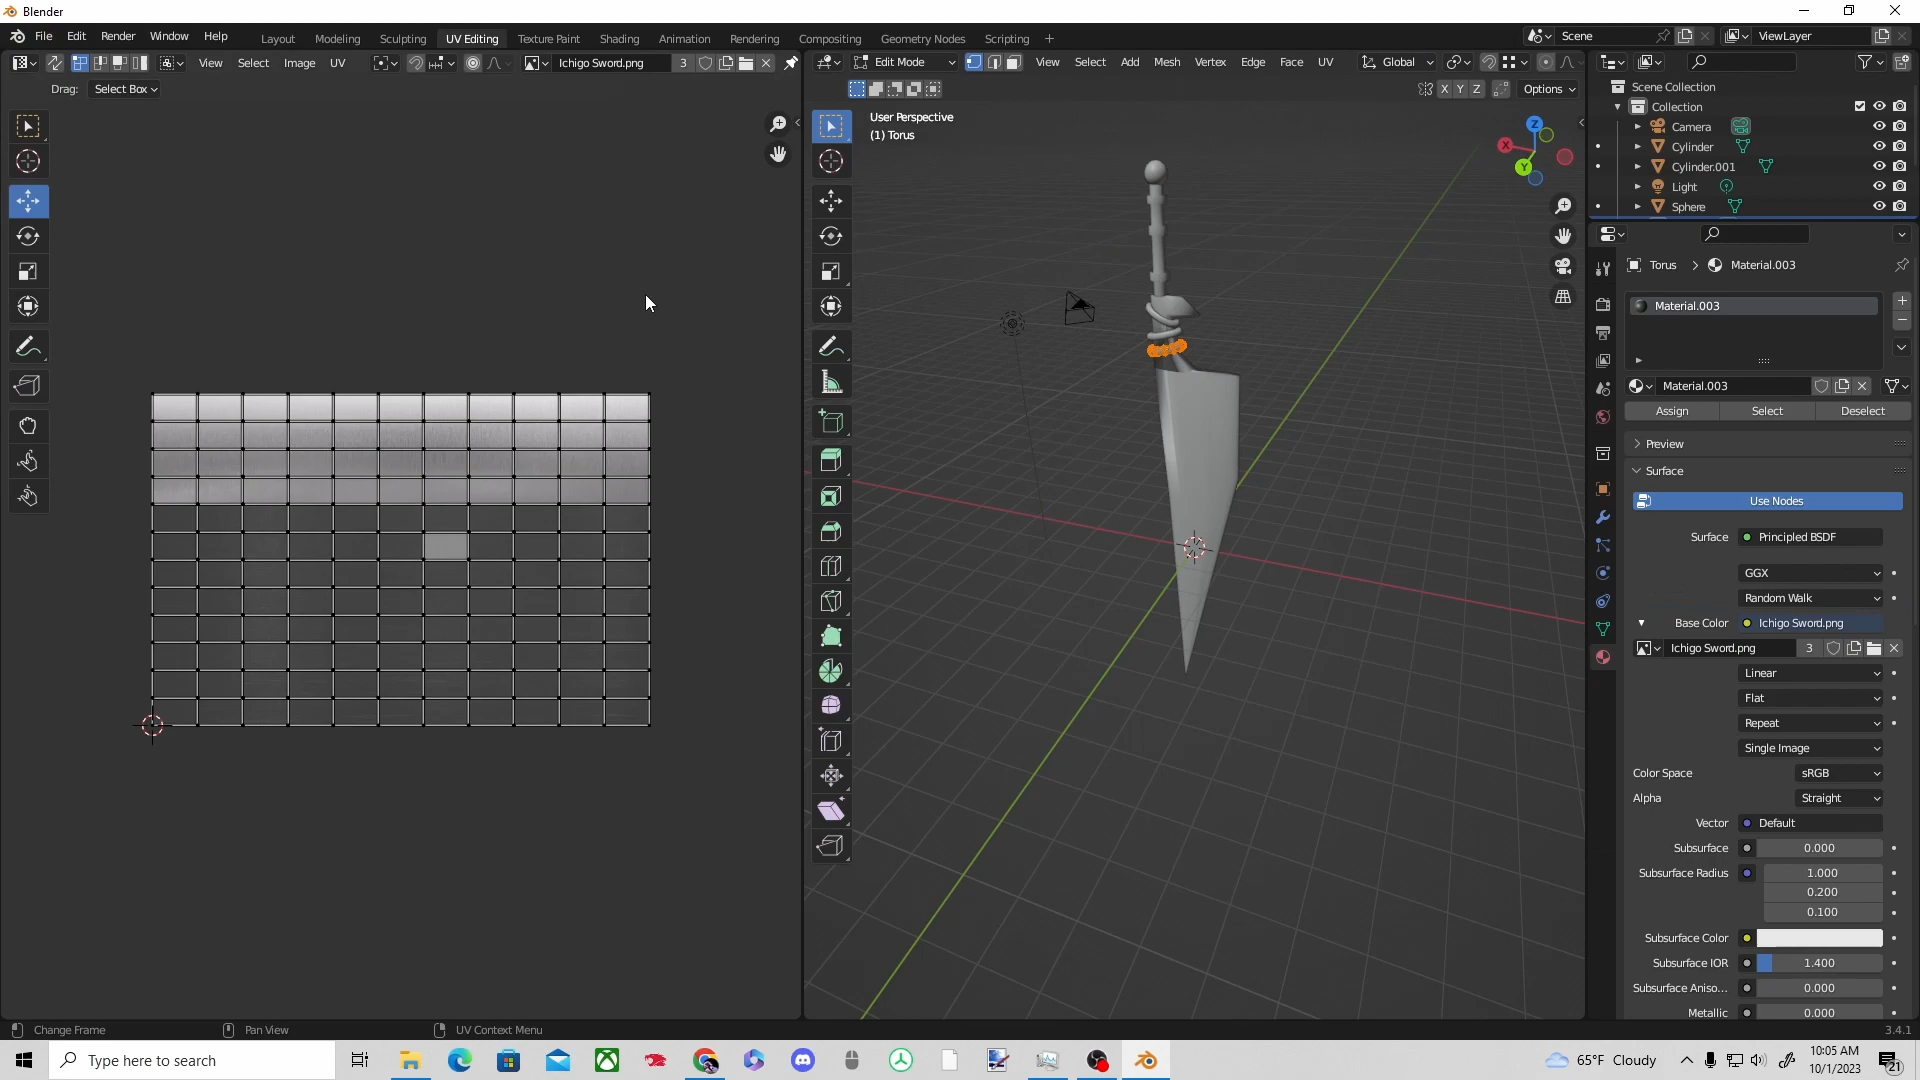 Blender
File Edit Render Window Help
Layout Modeling Sculpting UV Editing Texture Paint Shading Animation Rendering Compositing Geometry Nodes Scripting +
Scene
ViewLayer
View Select Image UV
Ichigo Sword.png 3
Edit Mode
View Select Add Mesh Vertex Edge Face UV
Global
Drag: Select Box
X Y Z
Options
User Perspective
(1) Torus
Z
X
Y
Scene Collection
Collection
Camera
Cylinder
Cylinder.001
Light
Sphere
Torus > Material.003
Material.003
Material.003
Assign Select Deselect
Preview
Surface
Use Nodes
Surface Principled BSDF
GGX
Random Walk
Base Color Ichigo Sword.png
Ichigo Sword.png 3
Linear
Flat
Repeat
Single Image
Color Space sRGB
Alpha Straight
Vector Default
Subsurface 0.000
Subsurface Radius 1.000
0.200
0.100
Subsurface Color
Subsurface IOR 1.400
Subsurface Aniso... 0.000
Metallic 0.000
Change Frame Pan View UV Context Menu
3.4.1
Type here to search
65°F Cloudy
10:05 AM
10/1/2023
21